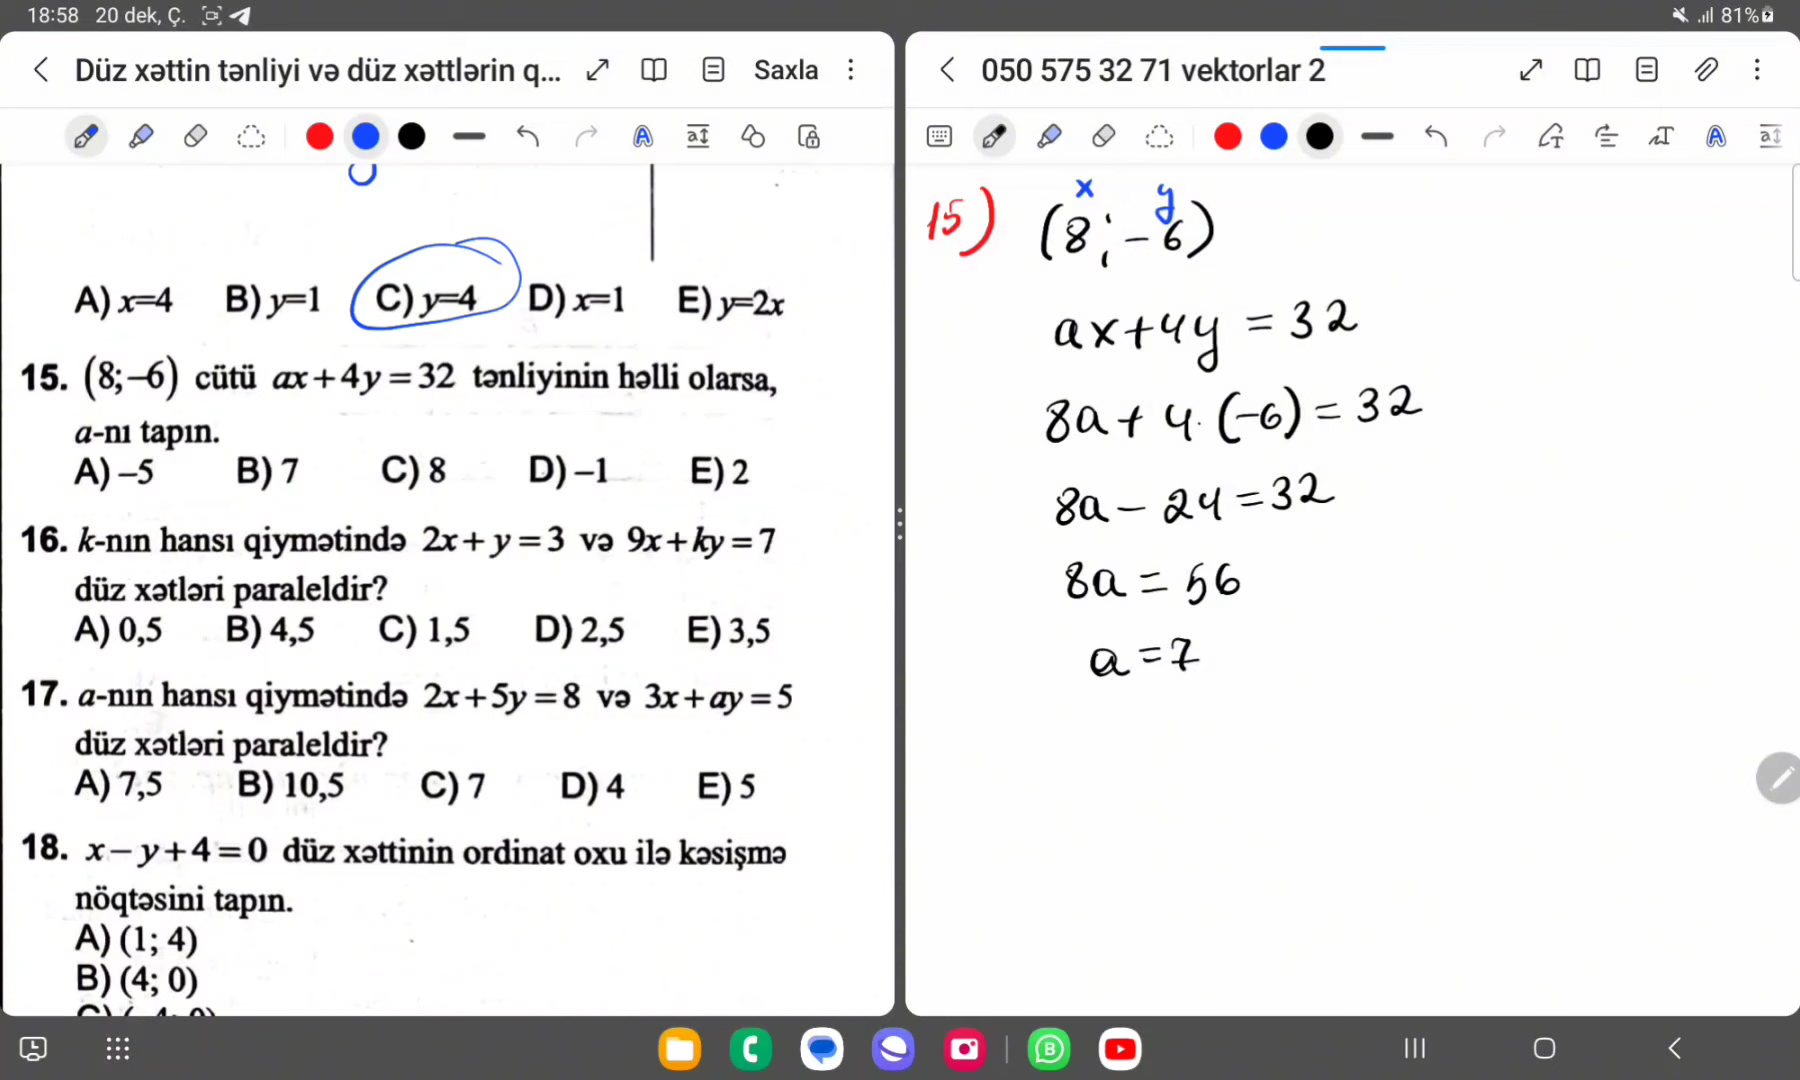 18:58 20 dek, Ç.
81%
Düz xəttin tənliyi və düz xəttlərin q...
Saxla
A) x=4 B) y=1 C) y=4 D) x=1 E) y=2x
15. (8;–6) cütü ax+4y=32 tənliyinin həlli olarsa,
a-nı tapın.
A) –5 B) 7 C) 8 D) –1 E) 2
16. k-nın hansı qiymətində 2x+y=3 və 9x+ky=7
düz xətləri paraleldir?
A) 0,5 B) 4,5 C) 1,5 D) 2,5 E) 3,5
17. a-nın hansı qiymətində 2x+5y=8 və 3x+ay=5
düz xətləri paraleldir?
A) 7,5 B) 10,5 C) 7 D) 4 E) 5
18. x–y+4=0 düz xəttinin ordinat oxu ilə kəsişmə
nöqtəsini tapın.
A) (1; 4)
B) (4; 0)
050 575 32 71 vektorlar 2
x y
15) (8;–6)
ax+4y=32
8a+4·(–6)=32
8a–24=32
8a=56
a=7